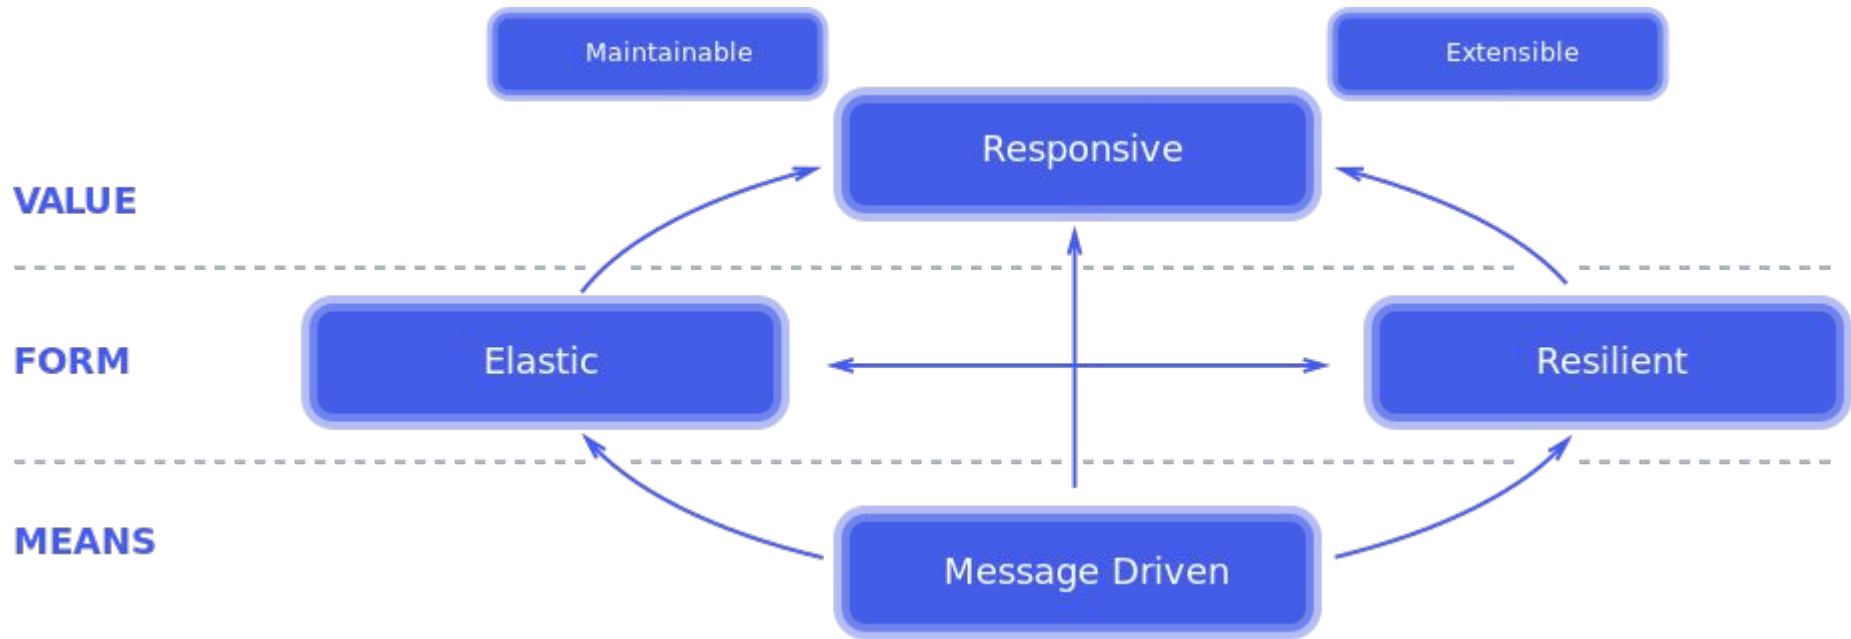 Maintainable
Extensible
Responsive
VALUE
FORM
Elastic
Resilient
MEANS
Message Driven